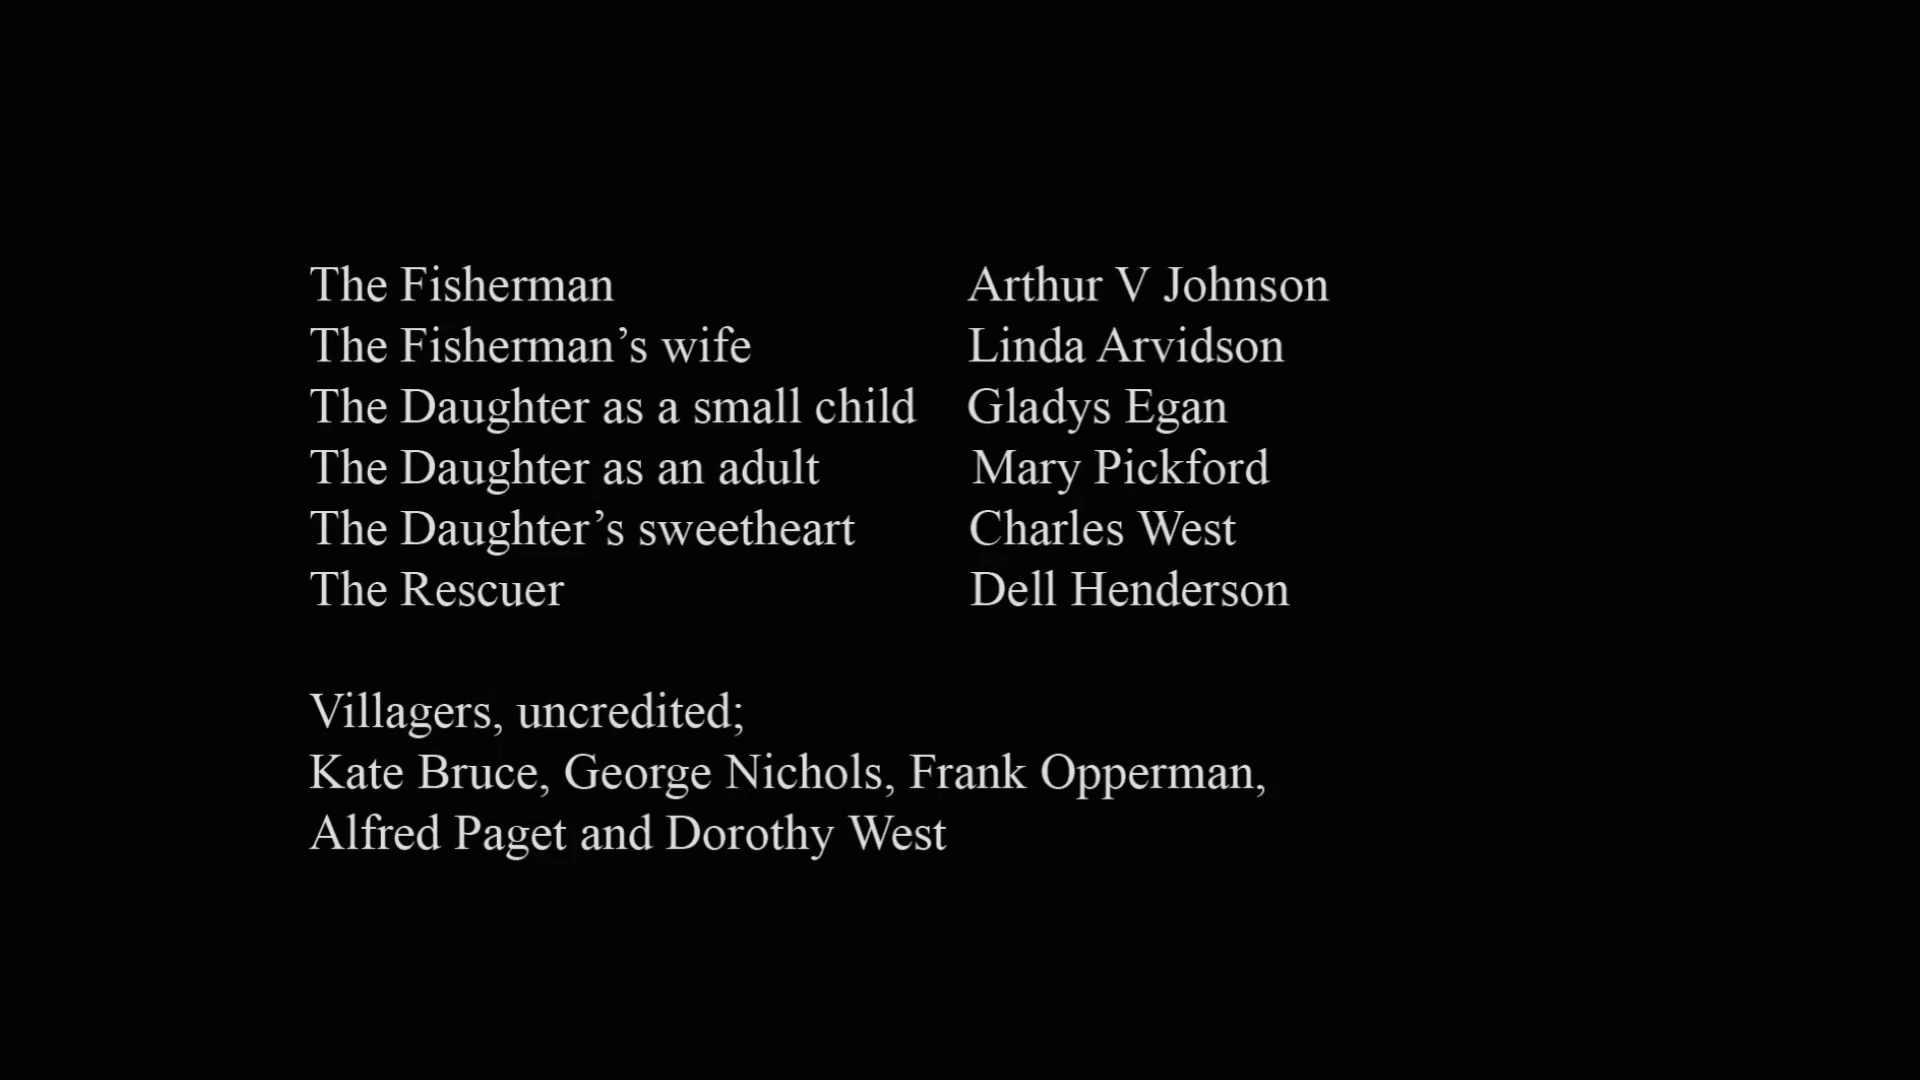 The Fisherman Arthur V Johnson
The Fisherman’s wife Linda Arvidson
The Daughter as a small child Gladys Egan
The Daughter as an adult Mary Pickford
The Daughter’s sweetheart Charles West
The Rescuer Dell Henderson
Villagers, uncredited;
Kate Bruce, George Nichols, Frank Opperman,
Alfred Paget and Dorothy West